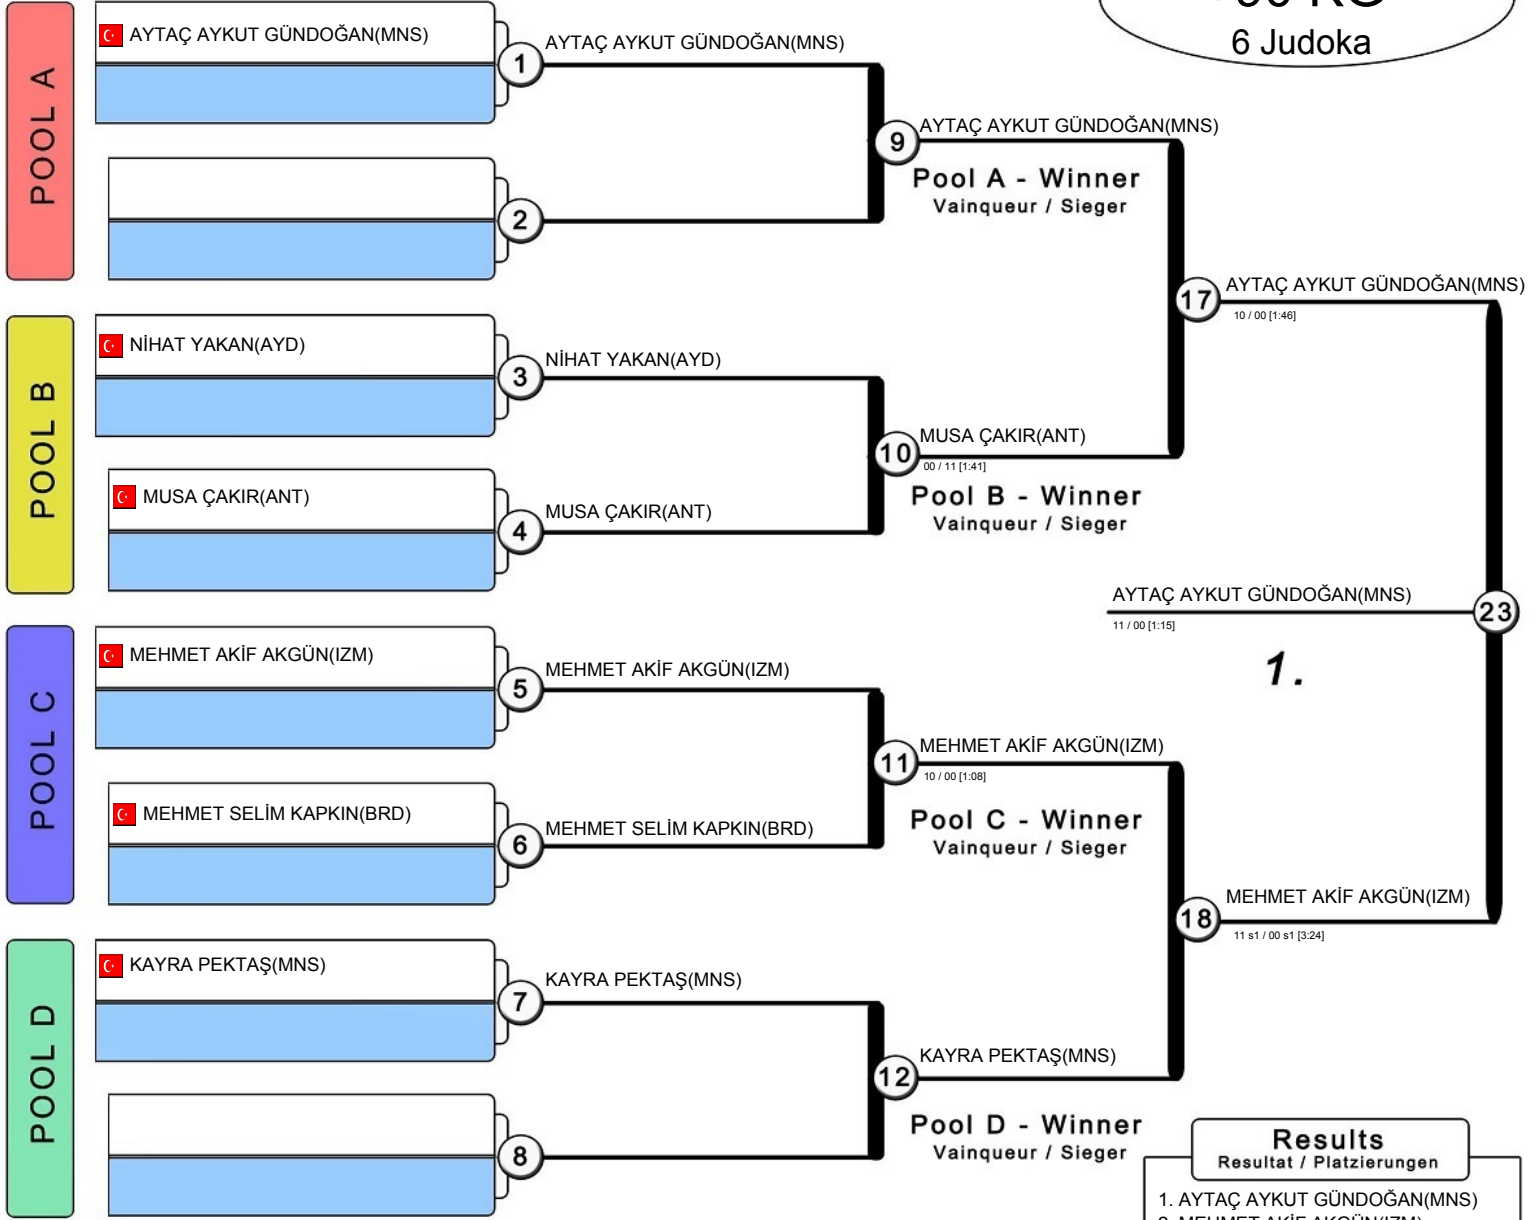 6 Judoka
POOL A
AYTAÇ AYKUT GÜNDOĞAN(MNS)
1
AYTAÇ AYKUT GÜNDOĞAN(MNS)
2
9
AYTAÇ AYKUT GÜNDOĞAN(MNS)
Pool A - Winner
Vainqueur / Sieger
17
AYTAÇ AYKUT GÜNDOĞAN(MNS)
10 / 00 [1:46]
POOL B
NİHAT YAKAN(AYD)
3
NİHAT YAKAN(AYD)
MUSA ÇAKIR(ANT)
4
MUSA ÇAKIR(ANT)
10
MUSA ÇAKIR(ANT)
00 / 11 [1:41]
Pool B - Winner
Vainqueur / Sieger
AYTAÇ AYKUT GÜNDOĞAN(MNS)
23
11 / 00 [1:15]
1.
POOL C
MEHMET AKİF AKGÜN(IZM)
5
MEHMET AKİF AKGÜN(IZM)
MEHMET SELİM KAPKIN(BRD)
6
MEHMET SELİM KAPKIN(BRD)
11
MEHMET AKİF AKGÜN(IZM)
10 / 00 [1:08]
Pool C - Winner
Vainqueur / Sieger
18
MEHMET AKİF AKGÜN(IZM)
11 s1 / 00 s1 [3:24]
POOL D
KAYRA PEKTAŞ(MNS)
7
KAYRA PEKTAŞ(MNS)
8
12
KAYRA PEKTAŞ(MNS)
Pool D - Winner
Vainqueur / Sieger
Results
Resultat / Platzierungen
1. AYTAÇ AYKUT GÜNDOĞAN(MNS)
2. MEHMET AKİF AKGÜN(IZM)